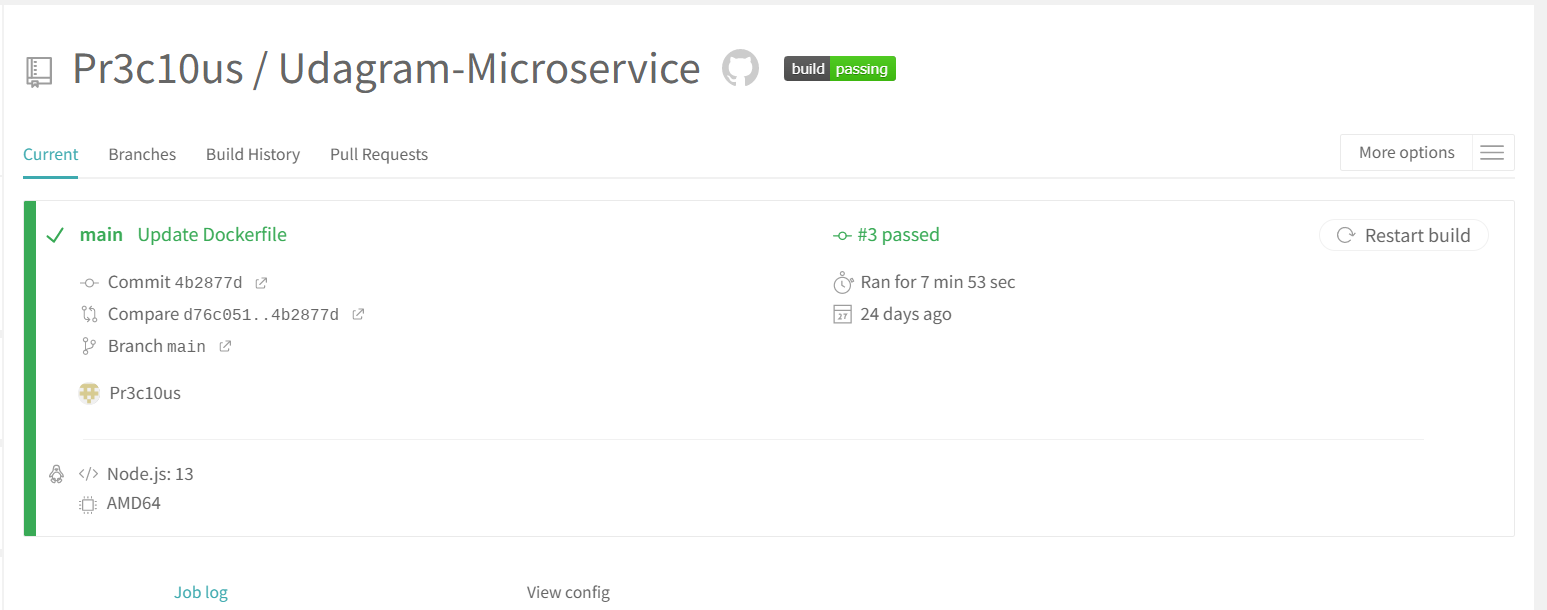 Pr3c10us / Udagram-Microservice build passing
Current Branches Build History Pull Requests More options
main Update Dockerfile #3 passed Restart build
Commit 4b2877d Ran for 7 min 53 sec
Compare d76c051..4b2877d 24 days ago
27
Branch main
Pr3c10us
</> Node.js: 13
AMD64
Job log View config